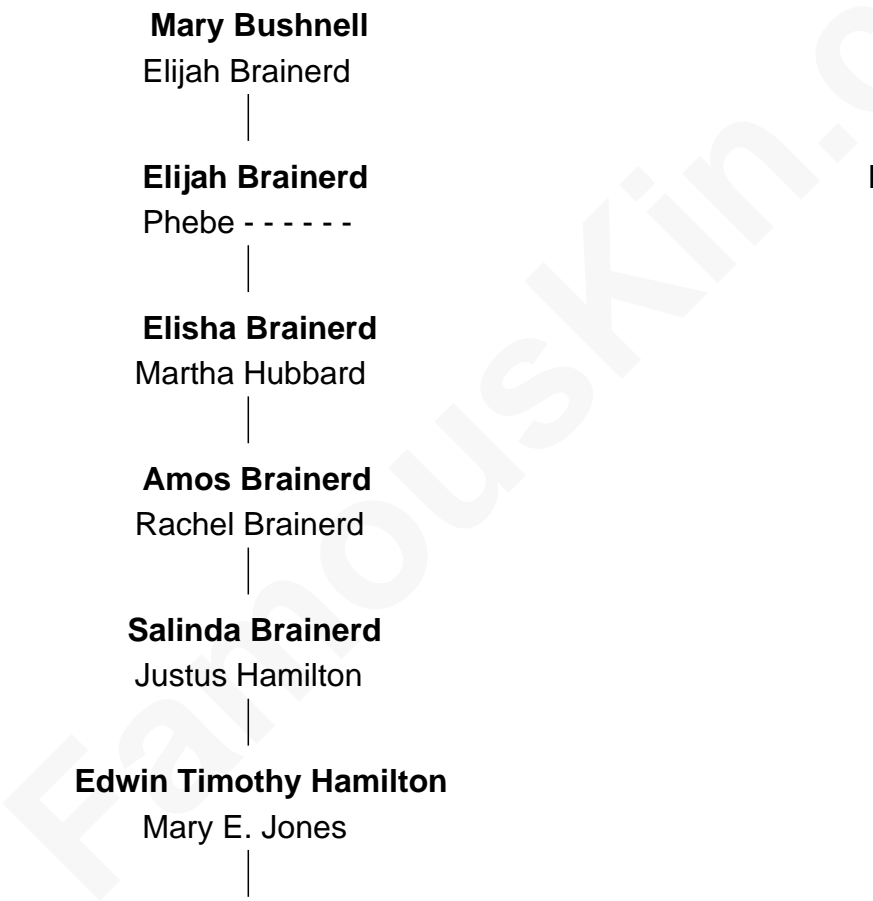 Mary Bushnell
Elijah Brainerd
Elijah Brainerd
Phebe - - - - - -
Elisha Brainerd
Martha Hubbard
Amos Brainerd
Rachel Brainerd
Salinda Brainerd
Justus Hamilton
Edwin Timothy Hamilton
Mary E. Jones
FamousKin.c